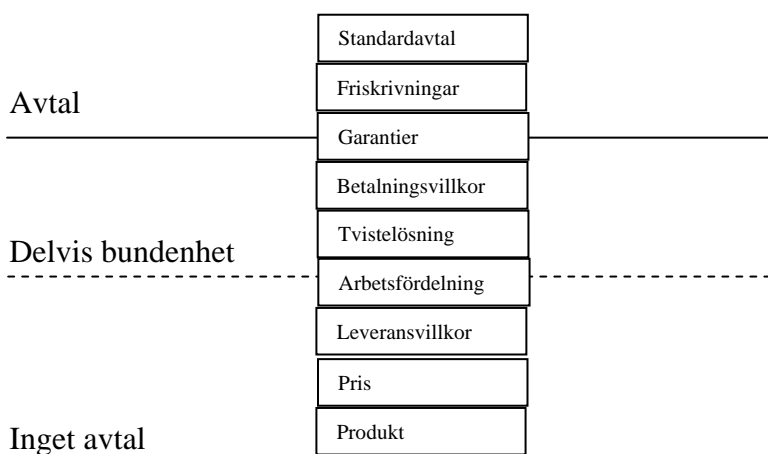 Standardavtal
Friskrivningar
Avtal
Garantier
Betalningsvillkor
Tvistelösning
Delvis bundenhet
Arbetsfördelning
Leveransvillkor
Pris
Produkt
Inget avtal